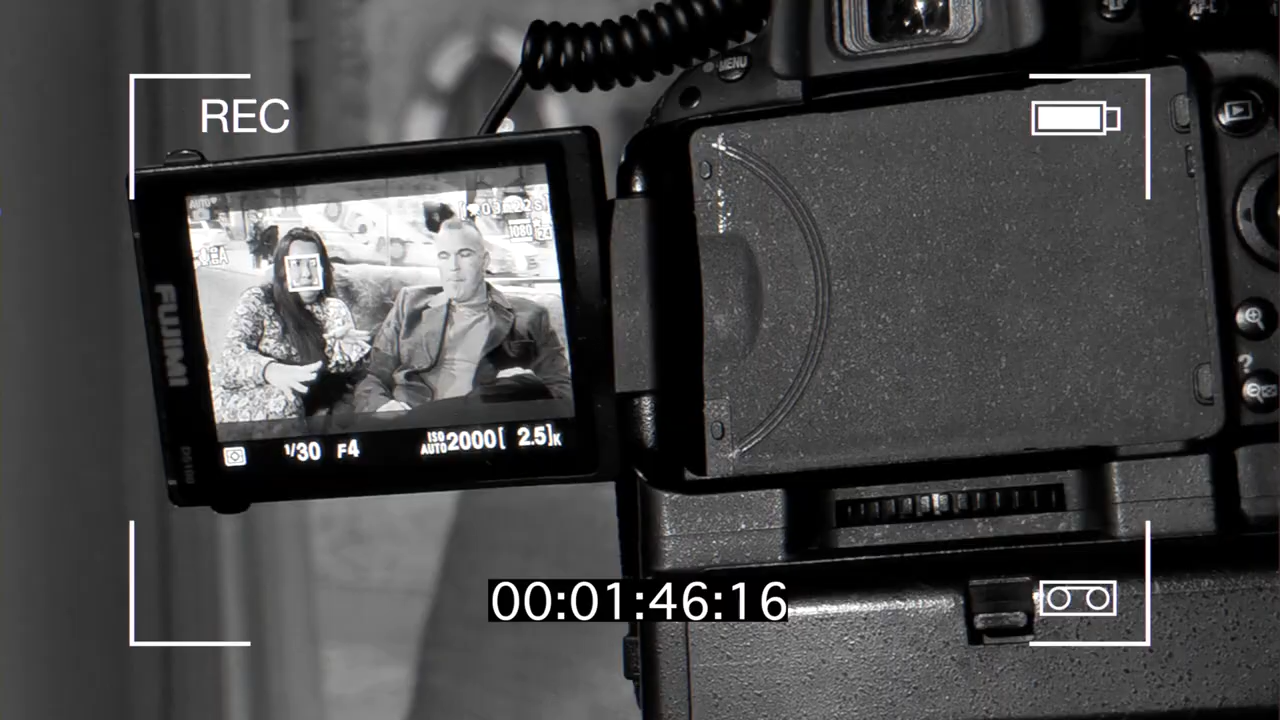 REC
MENU
AF-L
AUTO
1080
FUJIMI
1/30 F4 ISO AUTO 2000[ 2.5]K
?
00:01:46:16